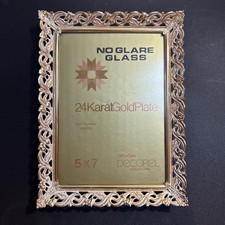 NO GLARE
GLASS
24KaratGoldPlate
5 x 7
DECOREL